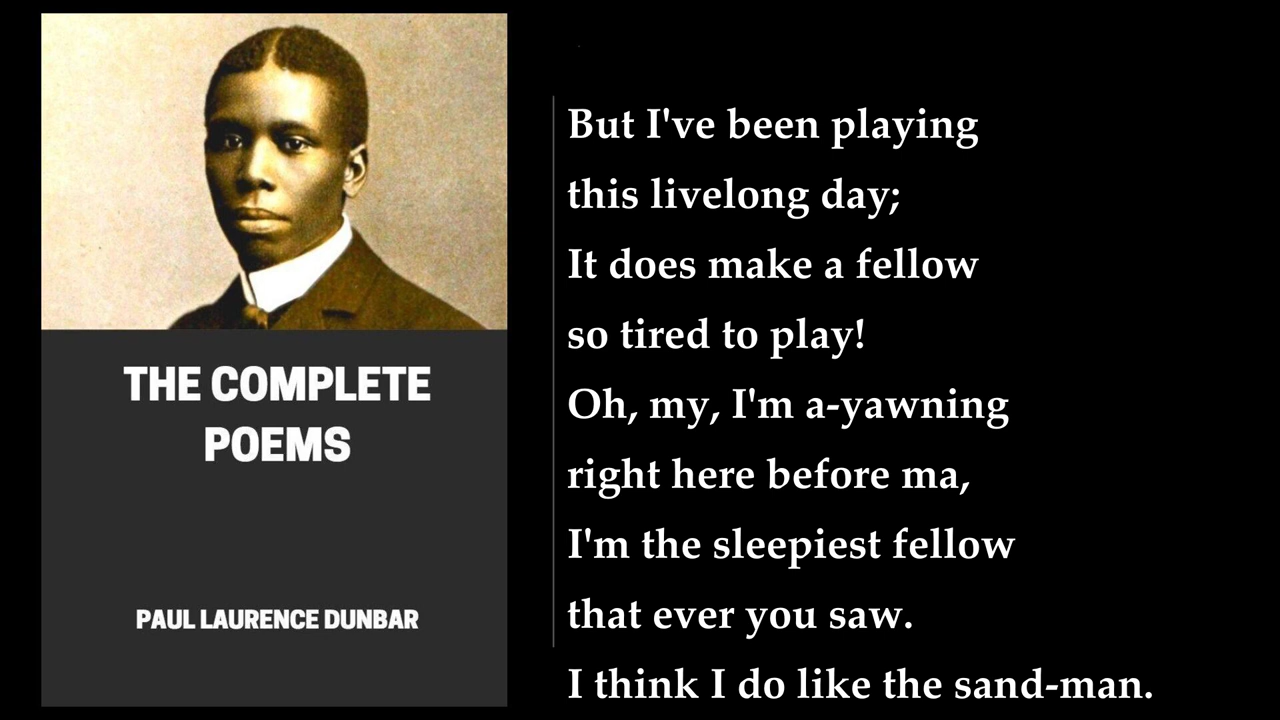 THE COMPLETE
POEMS
PAUL LAURENCE DUNBAR
But I've been playing
this livelong day;
It does make a fellow
so tired to play!
Oh, my, I'm a-yawning
right here before ma,
I'm the sleepiest fellow
that ever you saw.
I think I do like the sand-man.